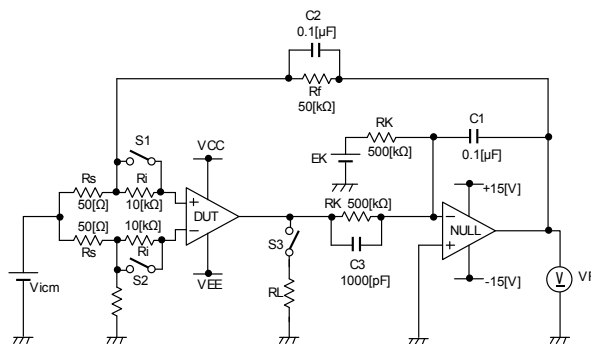 C2
0.1[μF]
Rf
50[kΩ]
RK
500[kΩ]
C1
0.1[μF]
EK
S1
VCC
Rs
50[Ω]
Ri
10[kΩ]
RK 500[kΩ]
+15[V]
DUT
NULL
50[Ω]
Rs
10[kΩ]
Ri
S2
S3
C3
1000[pF]
VEE
RL
-15[V]
V
VF
Vicm